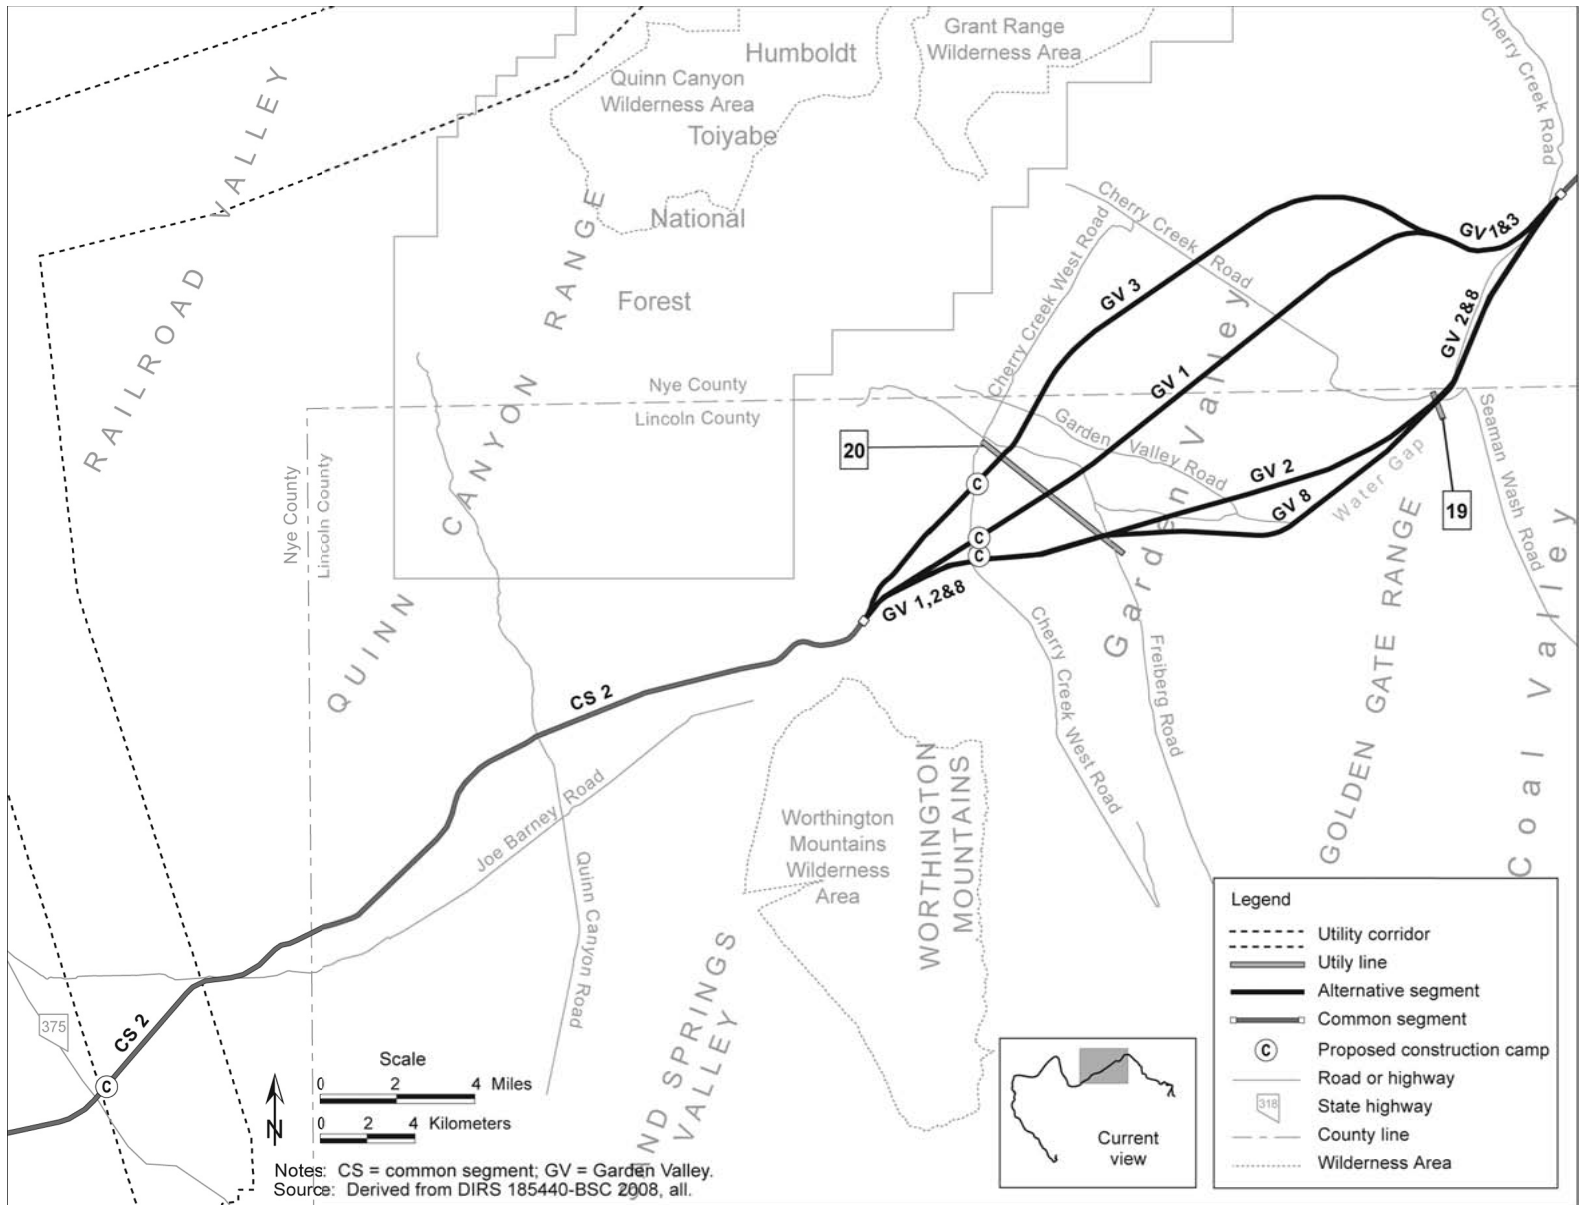 Grant Range
Wilderness Area
Humboldt
Quinn Canyon
Wilderness Area
Toiyabe
National
Forest
Cherry Creek Road
RAILROAD VALLEY
QUINN CANYON RANGE
Cherry Creek Road
Cherry Creek West Road
GV 3
GV 1&3
GV 2&8
GV 1
Nye County
Lincoln County
Nye County
Lincoln County
Garden Valley
Garden Valley Road
20
GV 2
GV 8
Water Gap
19
Seaman Wash Road
GV 1,2&8
CS 2
Cherry Creek West Road
Freiberg Road
GOLDEN GATE RANGE
Coal Valley
WORTHINGTON
MOUNTAINS
Worthington
Mountains
Wilderness
Area
Joe Barney Road
Quinn Canyon Road
375
CS 2
C
C
C
C
SAND SPRINGS
VALLEY
Scale
0 2 4 Miles
0 2 4 Kilometers
N
Notes: CS = common segment; GV = Garden Valley.
Source: Derived from DIRS 185440-BSC 2008, all.
Current
view
Legend
Utility corridor
Utily line
Alternative segment
Common segment
C Proposed construction camp
Road or highway
318 State highway
County line
Wilderness Area